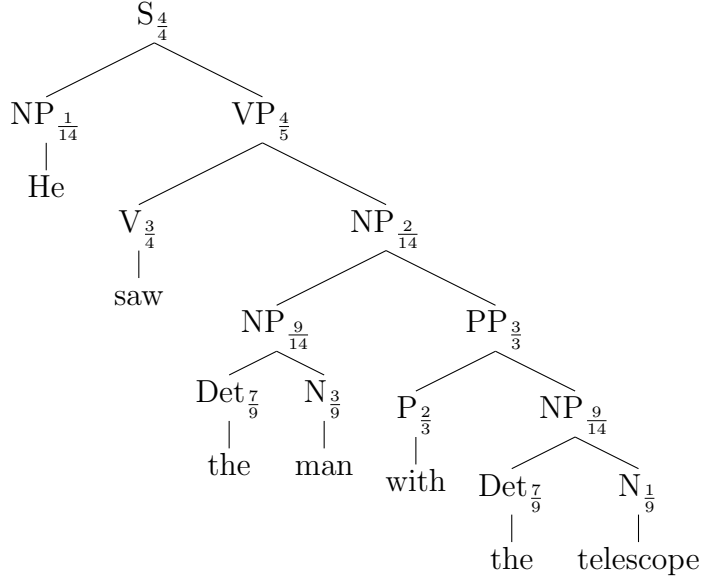 S 4/4
NP 1/14 VP 4/5
He
V 3/4 NP 2/14
saw
NP 9/14 PP 3/3
Det 7/9 N 3/9 P 2/3 NP 9/14
the man with
Det 7/9 N 1/9
the telescope